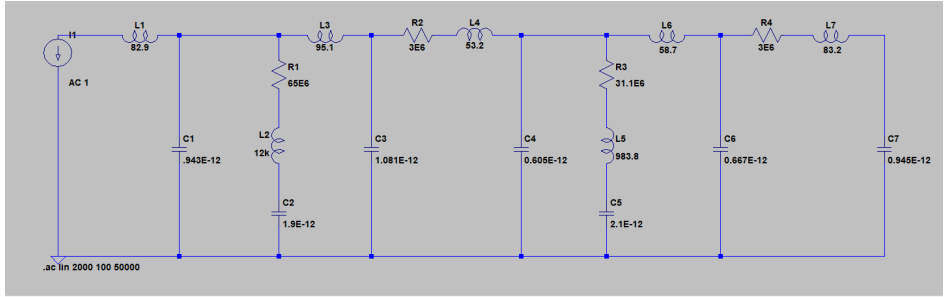 I1
AC 1
L1
82.9
C1
.943E-12
R1
65E6
L2
12k
C2
1.9E-12
L3
95.1
C3
1.081E-12
R2
3E6
L4
53.2
C4
0.605E-12
R3
31.1E6
L5
983.8
C5
2.1E-12
L6
58.7
C6
0.667E-12
R4
3E6
L7
83.2
C7
0.945E-12
.ac lin 2000 100 50000